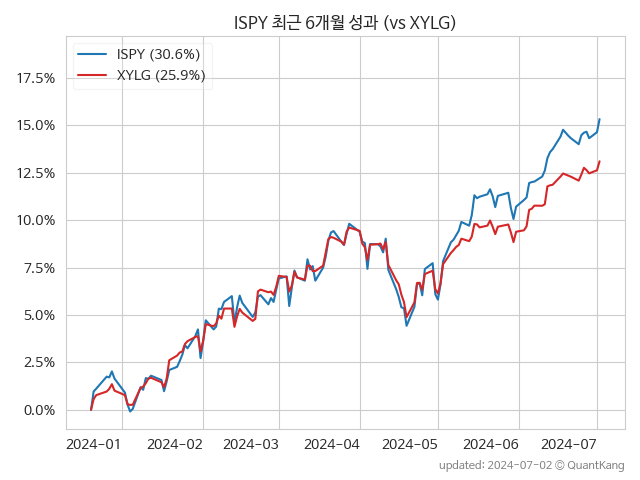 ISPY 최근 6개월 성과 (vs XYLG)
ISPY (30.6%)
XYLG (25.9%)
17.5%
15.0%
12.5%
10.0%
7.5%
5.0%
2.5%
0.0%
2024-01 2024-02 2024-03 2024-04 2024-05 2024-06 2024-07
updated: 2024-07-02 © QuantKang